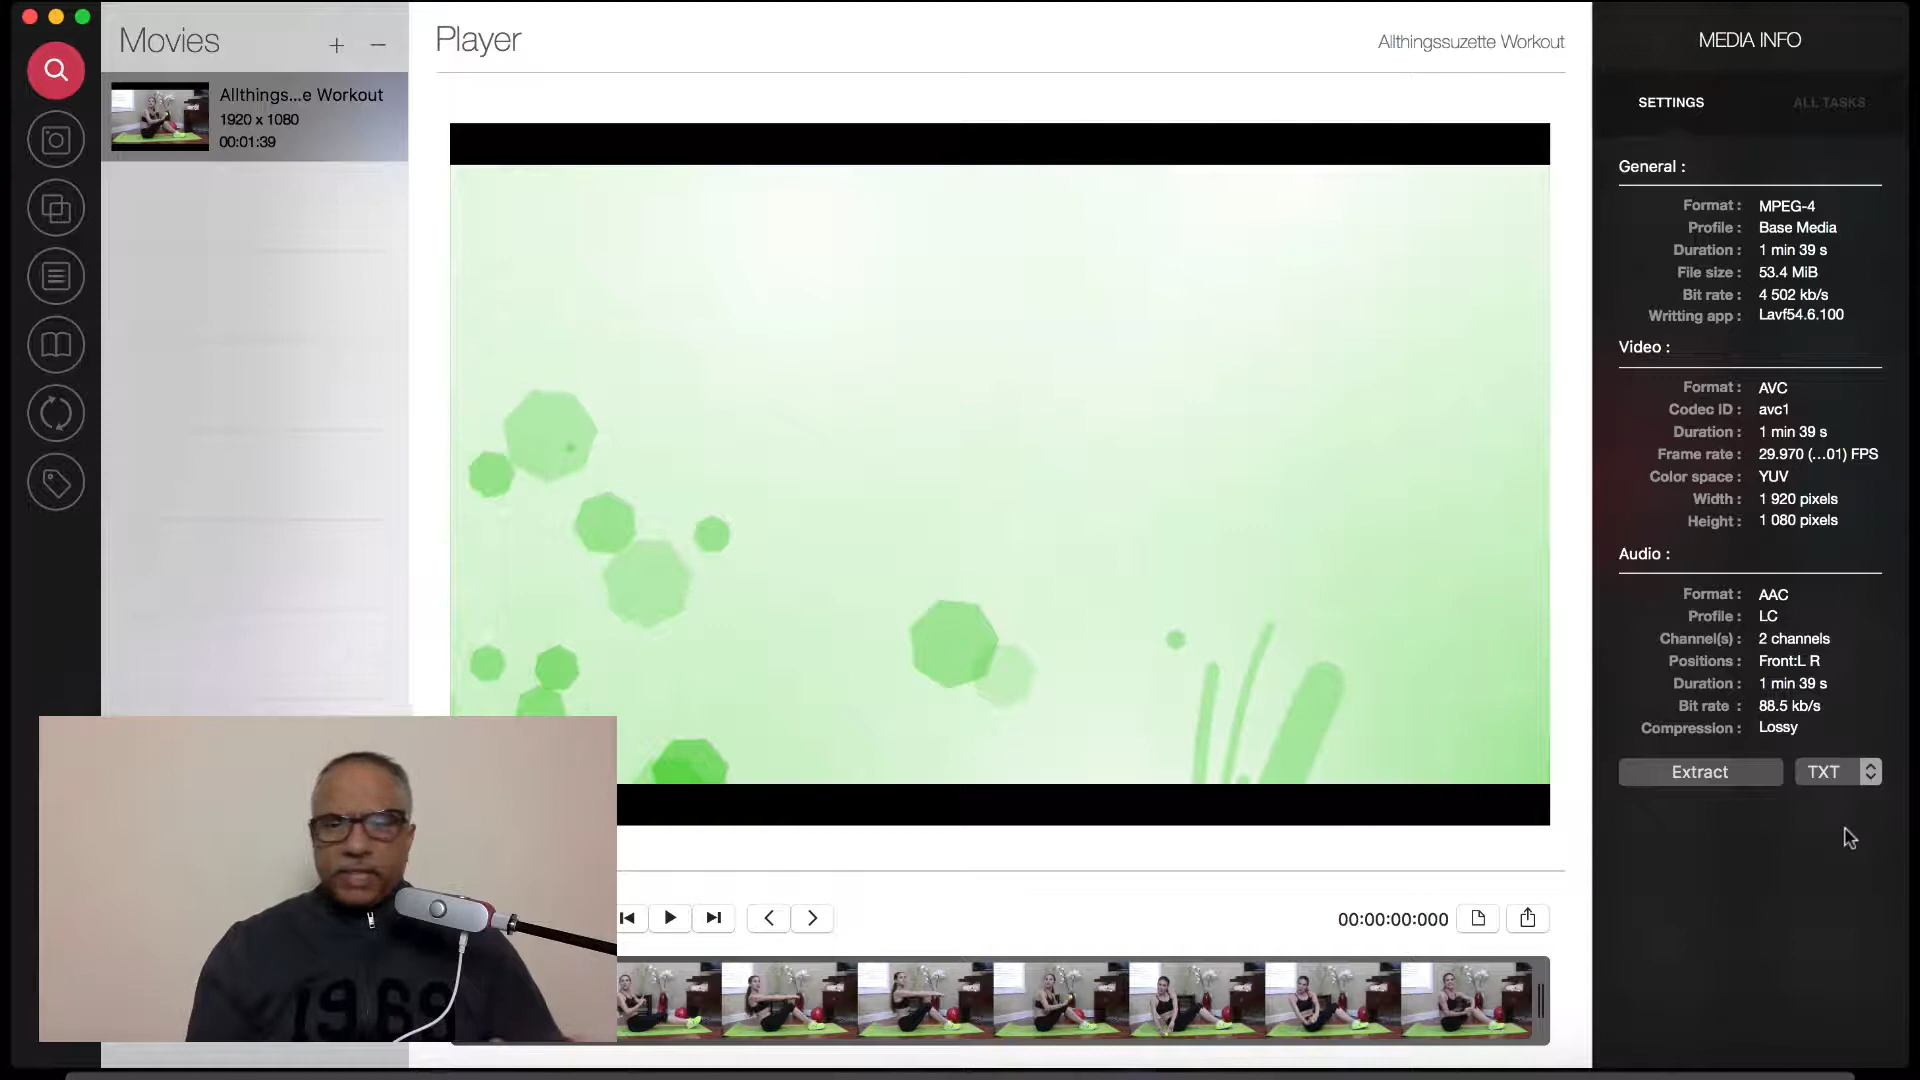 Movies
Allthings...e Workout
1920 x 1080
00:01:39
Player
Allthingssuzette Workout
00:00:00:000
1968
MEDIA INFO
SETTINGS
ALL TASKS
General :
Format : MPEG-4
Profile : Base Media
Duration : 1 min 39 s
File size : 53.4 MiB
Bit rate : 4 502 kb/s
Writting app : Lavf54.6.100
Video :
Format : AVC
Codec ID : avc1
Duration : 1 min 39 s
Frame rate : 29.970 (...01) FPS
Color space : YUV
Width : 1 920 pixels
Height : 1 080 pixels
Audio :
Format : AAC
Profile : LC
Channel(s) : 2 channels
Positions : Front:L R
Duration : 1 min 39 s
Bit rate : 88.5 kb/s
Compression : Lossy
Extract
TXT